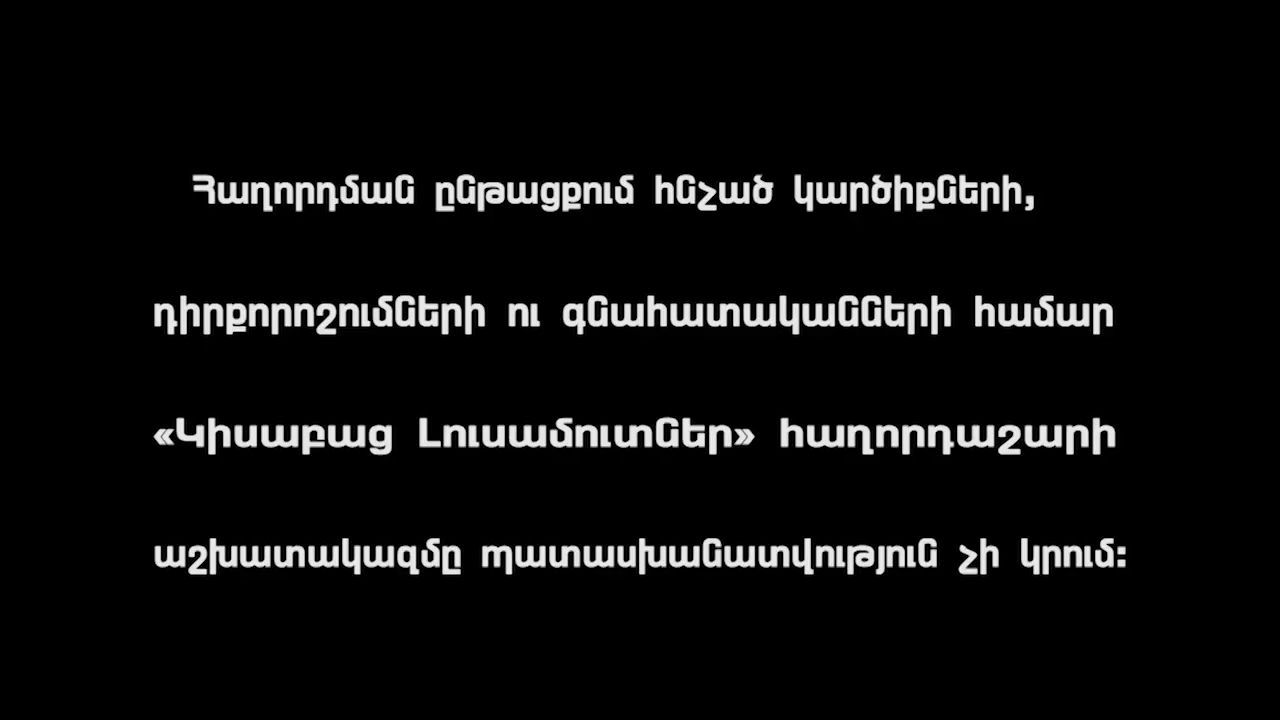 Հաղորդման ընթացքում հնչած կարծիքների,
դիրքորոշումների ու գնահատականների համար
«Կիսաբաց Լուսամուտներ» հաղորդաշարի
աշխատակազմը պատասխանատվություն չի կրում: